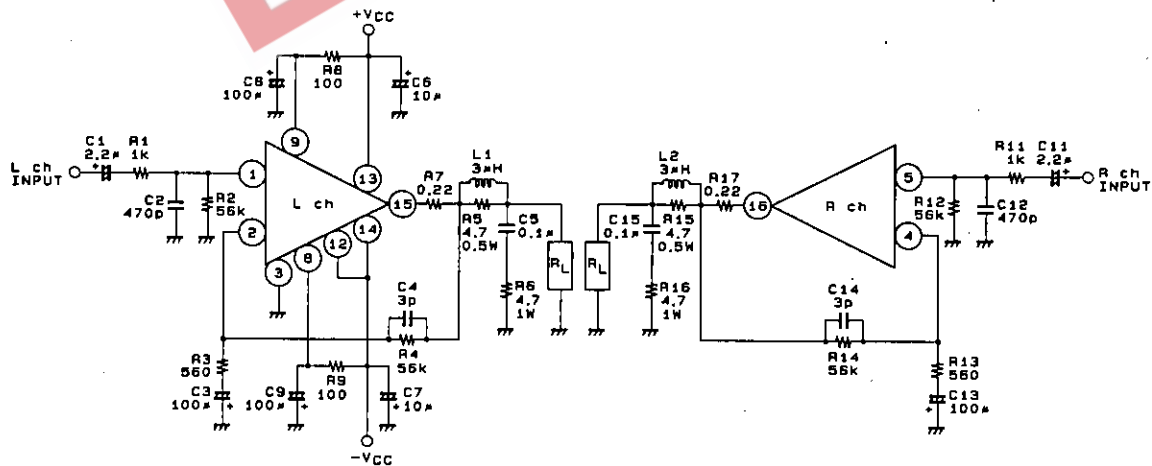 +VCC
R8
100
C8
100µ
C6
10µ
C1
2.2µ
R1
1k
L ch
INPUT
C2
470p
R2
56k
1
2
3
8
9
12
13
14
15
L ch
R7
0.22
L1
3µH
R5
4.7
0.5W
C5
0.1µ
R6
4.7
1W
RL
C4
3p
R4
56k
R3
560
C3
100µ
C9
100µ
R9
100
C7
10µ
-VCC
L2
3µH
R17
0.22
16
C15
0.1µ
R15
4.7
0.5W
RL
R16
4.7
1W
R ch
5
4
R11
1k
C11
2.2µ
R ch
INPUT
R12
56k
C12
470p
C14
3p
R14
56k
R13
560
C13
100µ